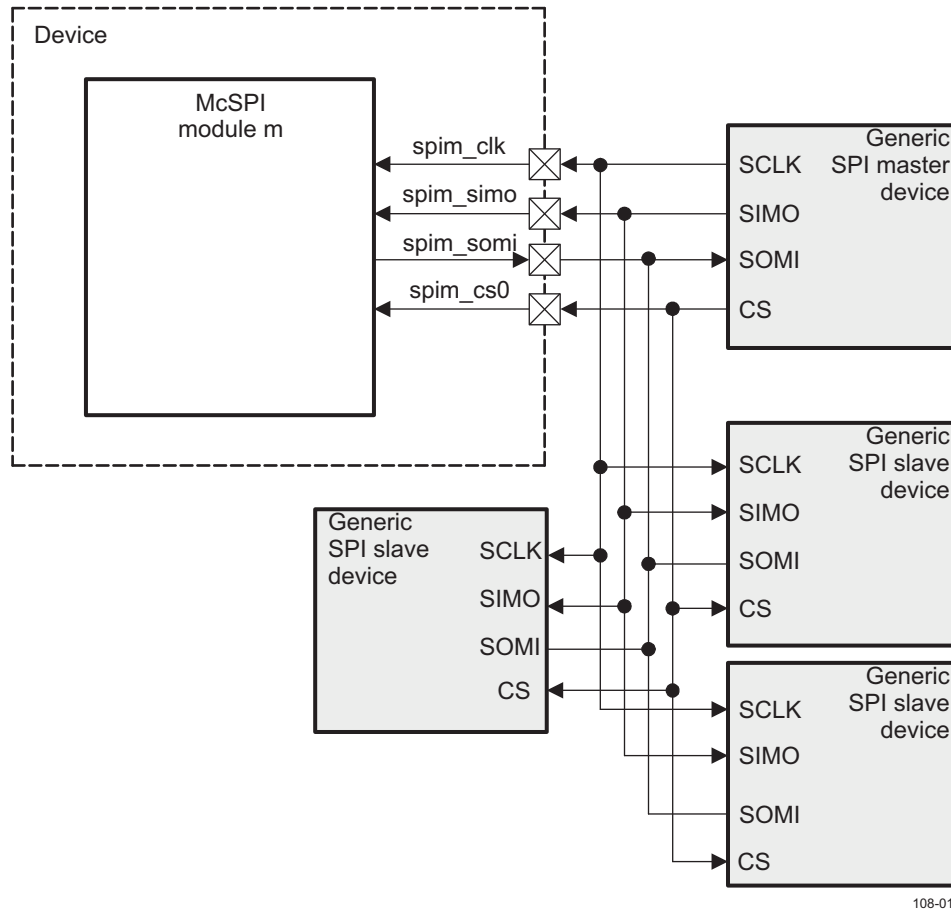 Device
McSPI
module m
spim_clk
spim_simo
spim_somi
spim_cs0
Generic
SPI master
device
SCLK
SIMO
SOMI
CS
Generic
SPI slave
device
SCLK
SIMO
SOMI
CS
Generic
SPI slave
device
SCLK
SIMO
SOMI
CS
Generic
SPI slave
device
SCLK
SIMO
SOMI
CS
108-01